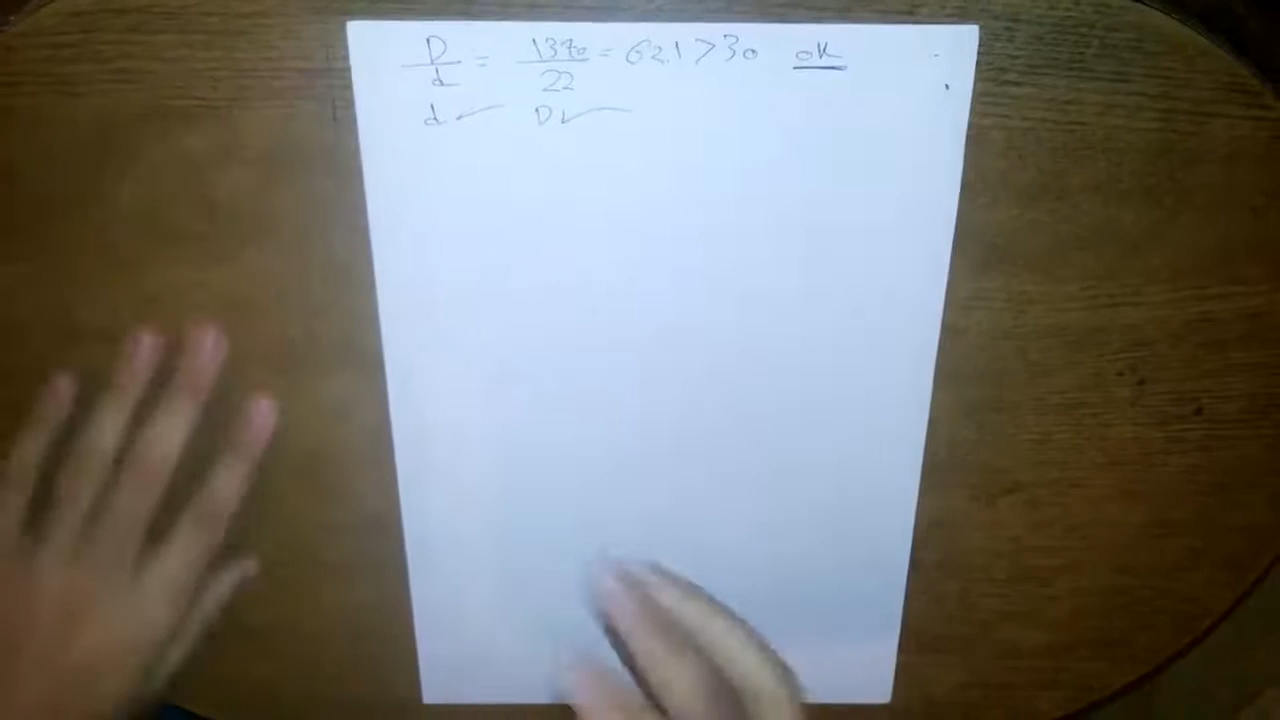 D/d = 1370/22 = 62.1 > 30 ok
d ✓ D ✓